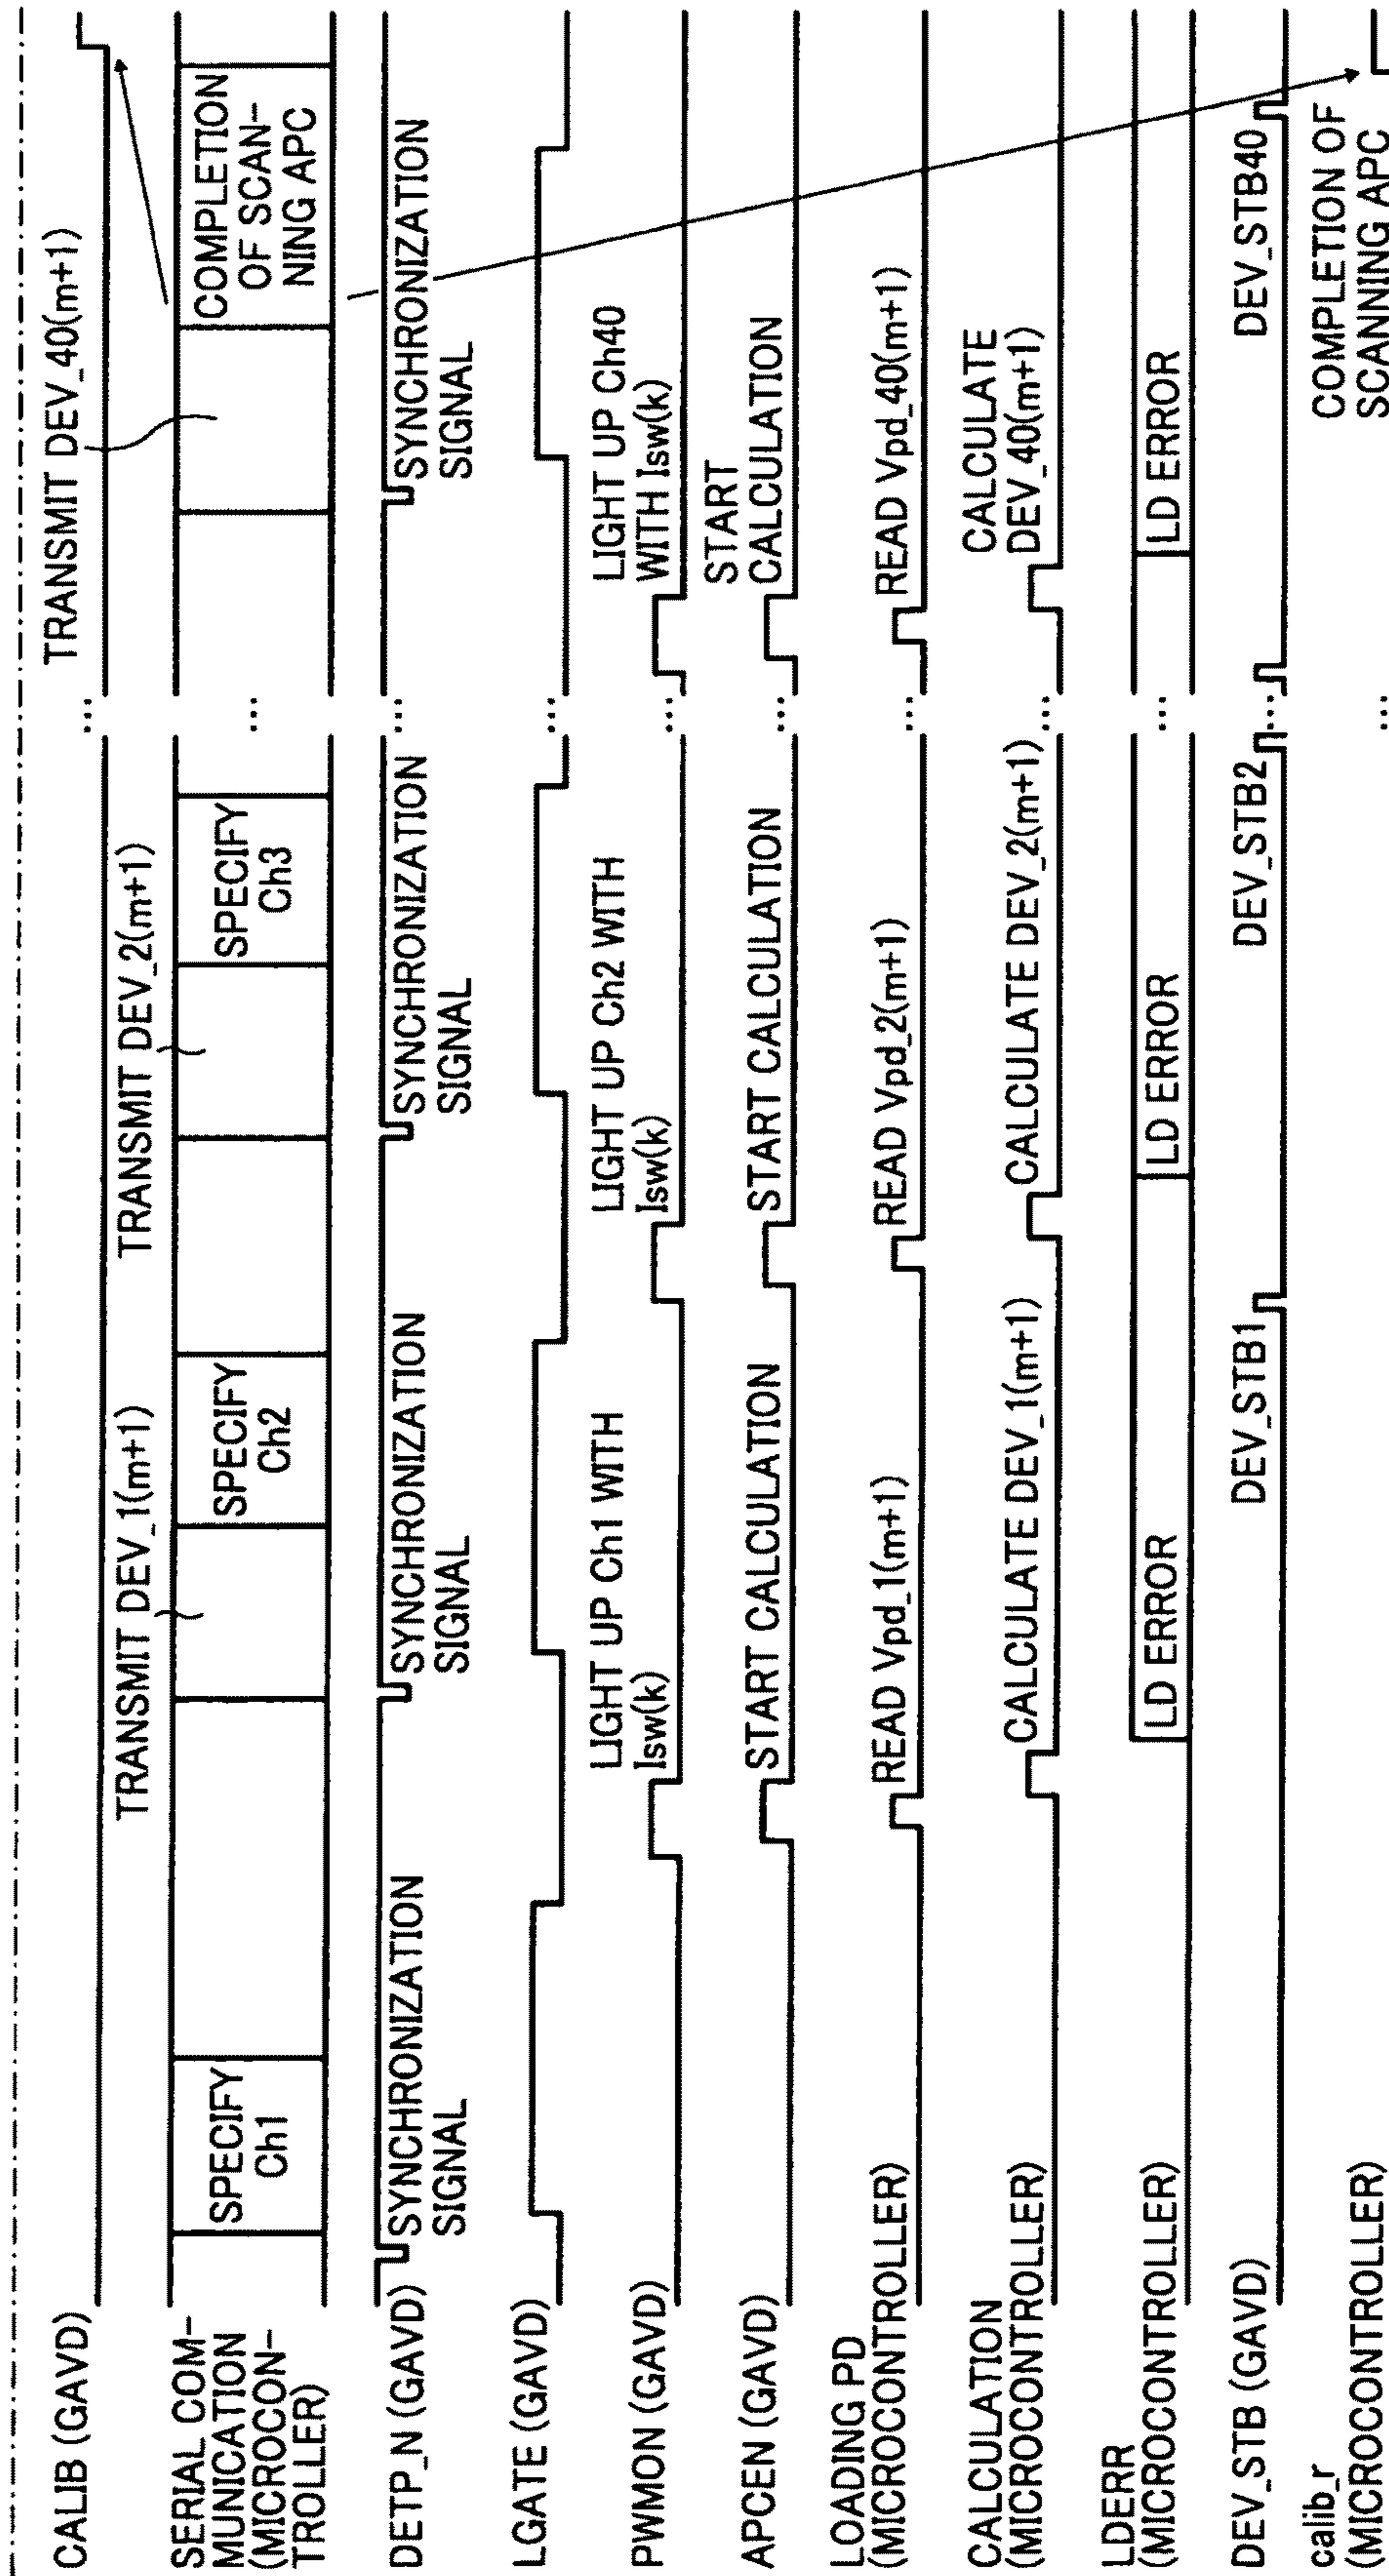 CALIB (GAVD)
TRANSMIT DEV_40(m+1)
...
TRANSMIT DEV_1(m+1)
TRANSMIT DEV_2(m+1)
SERIAL COM-
MUNICATION
(MICROCON-
TROLLER)
SPECIFY
Ch1
SPECIFY
Ch2
SPECIFY
Ch3
...
COMPLETION
OF SCAN-
NING APC
DETP_N (GAVD)
SYNCHRONIZATION
SIGNAL
SYNCHRONIZATION
SIGNAL
SYNCHRONIZATION
SIGNAL
...
SYNCHRONIZATION
SIGNAL
LGATE (GAVD)
...
PWMON (GAVD)
LIGHT UP Ch1 WITH
Isw(k)
LIGHT UP Ch2 WITH
Isw(k)
...
LIGHT UP Ch40
WITH Isw(k)
APCEN (GAVD)
START CALCULATION
START CALCULATION
...
START
CALCULATION
LOADING PD
(MICROCONTROLLER)
READ Vpd_1(m+1)
READ Vpd_2(m+1)
...
READ Vpd_40(m+1)
CALCULATION
(MICROCONTROLLER)
CALCULATE DEV_1(m+1)
CALCULATE DEV_2(m+1)
...
CALCULATE
DEV_40(m+1)
LDERR
(MICROCONTROLLER)
LD ERROR
LD ERROR
...
LD ERROR
DEV_STB (GAVD)
DEV_STB1
DEV_STB2
...
DEV_STB40
calib_r
(MICROCONTROLLER)
...
COMPLETION OF
SCANNING APC